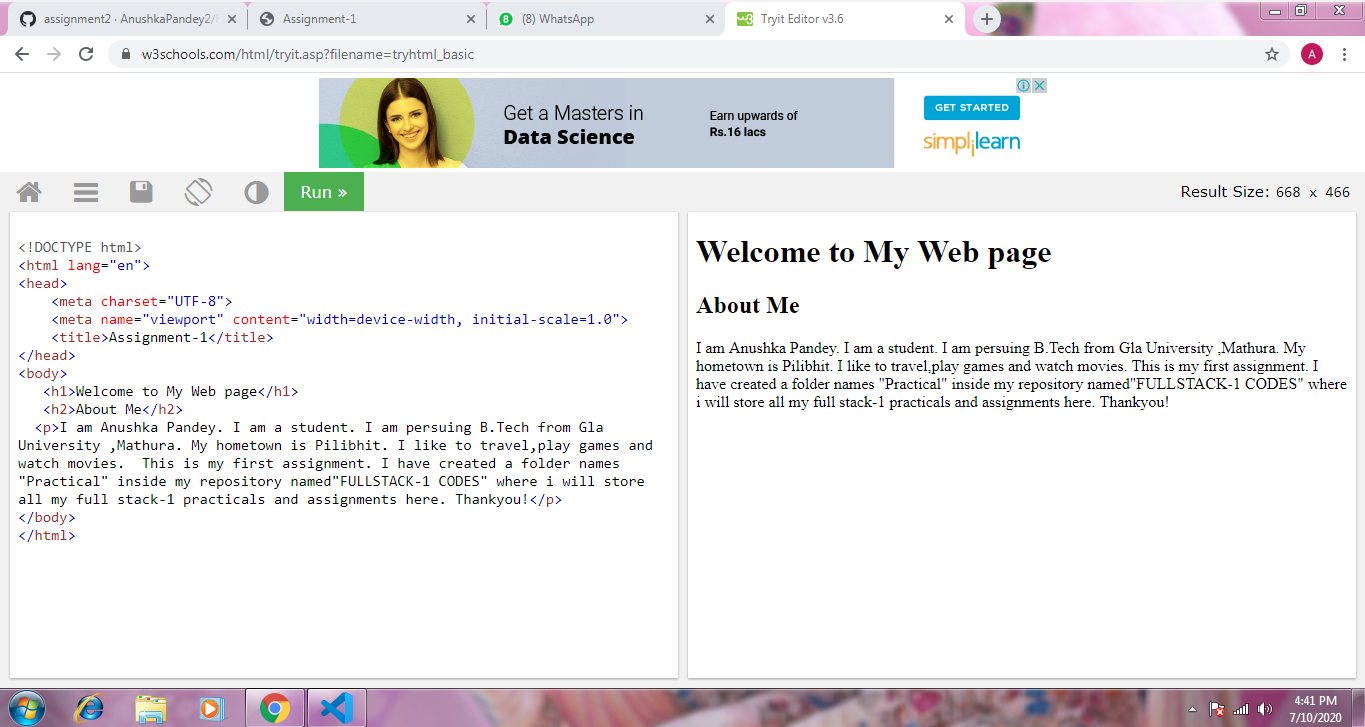 assignment2 · AnushkaPandey2/
Assignment-1
(8) WhatsApp
Tryit Editor v3.6
w3schools.com/html/tryit.asp?filename=tryhtml_basic
A
Get a Masters in
Data Science
Earn upwards of
Rs.16 lacs
GET STARTED
simplilearn
Run »
Result Size: 668 x 466
<!DOCTYPE html>
<html lang="en">
<head>
<meta charset="UTF-8">
<meta name="viewport" content="width=device-width, initial-scale=1.0">
<title>Assignment-1</title>
</head>
<body>
<h1>Welcome to My Web page</h1>
<h2>About Me</h2>
<p>I am Anushka Pandey. I am a student. I am persuing B.Tech from Gla
University ,Mathura. My hometown is Pilibhit. I like to travel,play games and
watch movies.  This is my first assignment. I have created a folder names
"Practical" inside my repository named"FULLSTACK-1 CODES" where i will store
all my full stack-1 practicals and assignments here. Thankyou!</p>
</body>
</html>
Welcome to My Web page
About Me
I am Anushka Pandey. I am a student. I am persuing B.Tech from Gla University ,Mathura. My
hometown is Pilibhit. I like to travel,play games and watch movies. This is my first assignment. I
have created a folder names "Practical" inside my repository named"FULLSTACK-1 CODES" where
i will store all my full stack-1 practicals and assignments here. Thankyou!
4:41 PM
7/10/2020